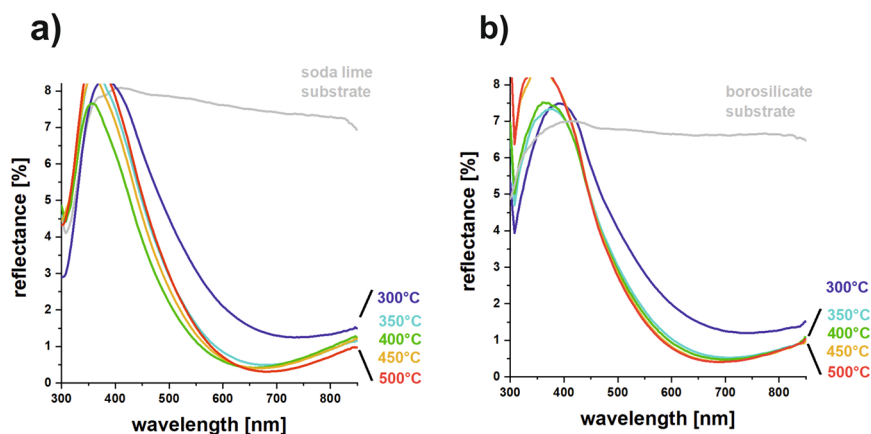 a)
soda lime
substrate
8
7
6
5
4
3
2
1
0
reflectance [%]
300 400 500 600 700 800
wavelength [nm]
300°C
350°C
400°C
450°C
500°C
b)
borosilicate
substrate
8
7
6
5
4
3
2
1
0
reflectance [%]
300 400 500 600 700 800
wavelength [nm]
300°C
350°C
400°C
450°C
500°C